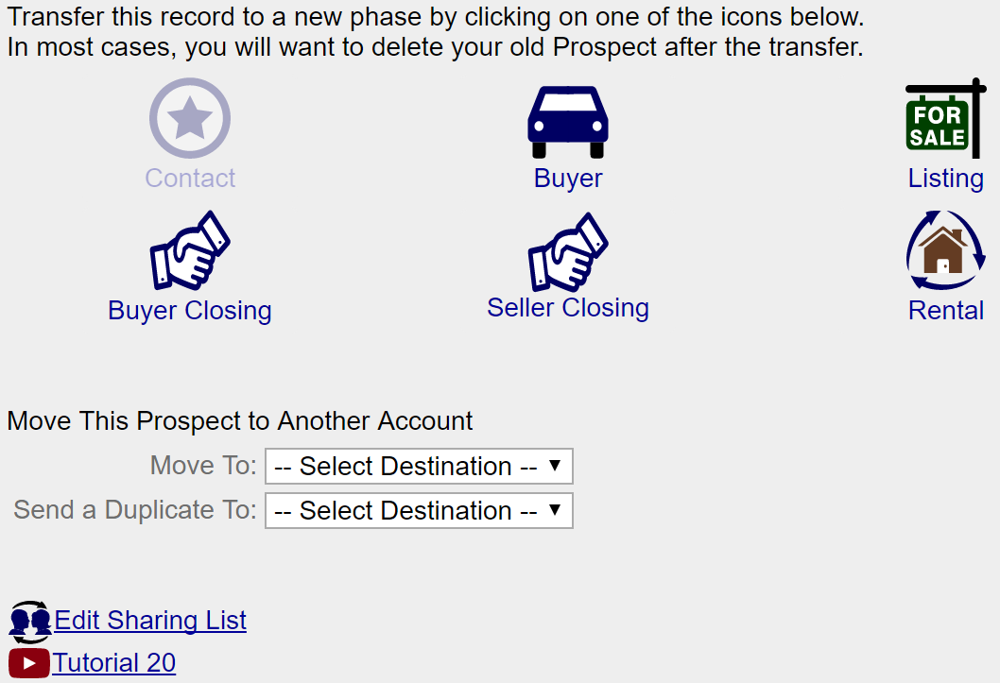 Transfer this record to a new phase by clicking on one of the icons below.
In most cases, you will want to delete your old Prospect after the transfer.
FOR
SALE
Contact
Buyer
Listing
Buyer Closing
Seller Closing
Rental
Move This Prospect to Another Account
Move To: -- Select Destination --
Send a Duplicate To: -- Select Destination --
Edit Sharing List
Tutorial 20